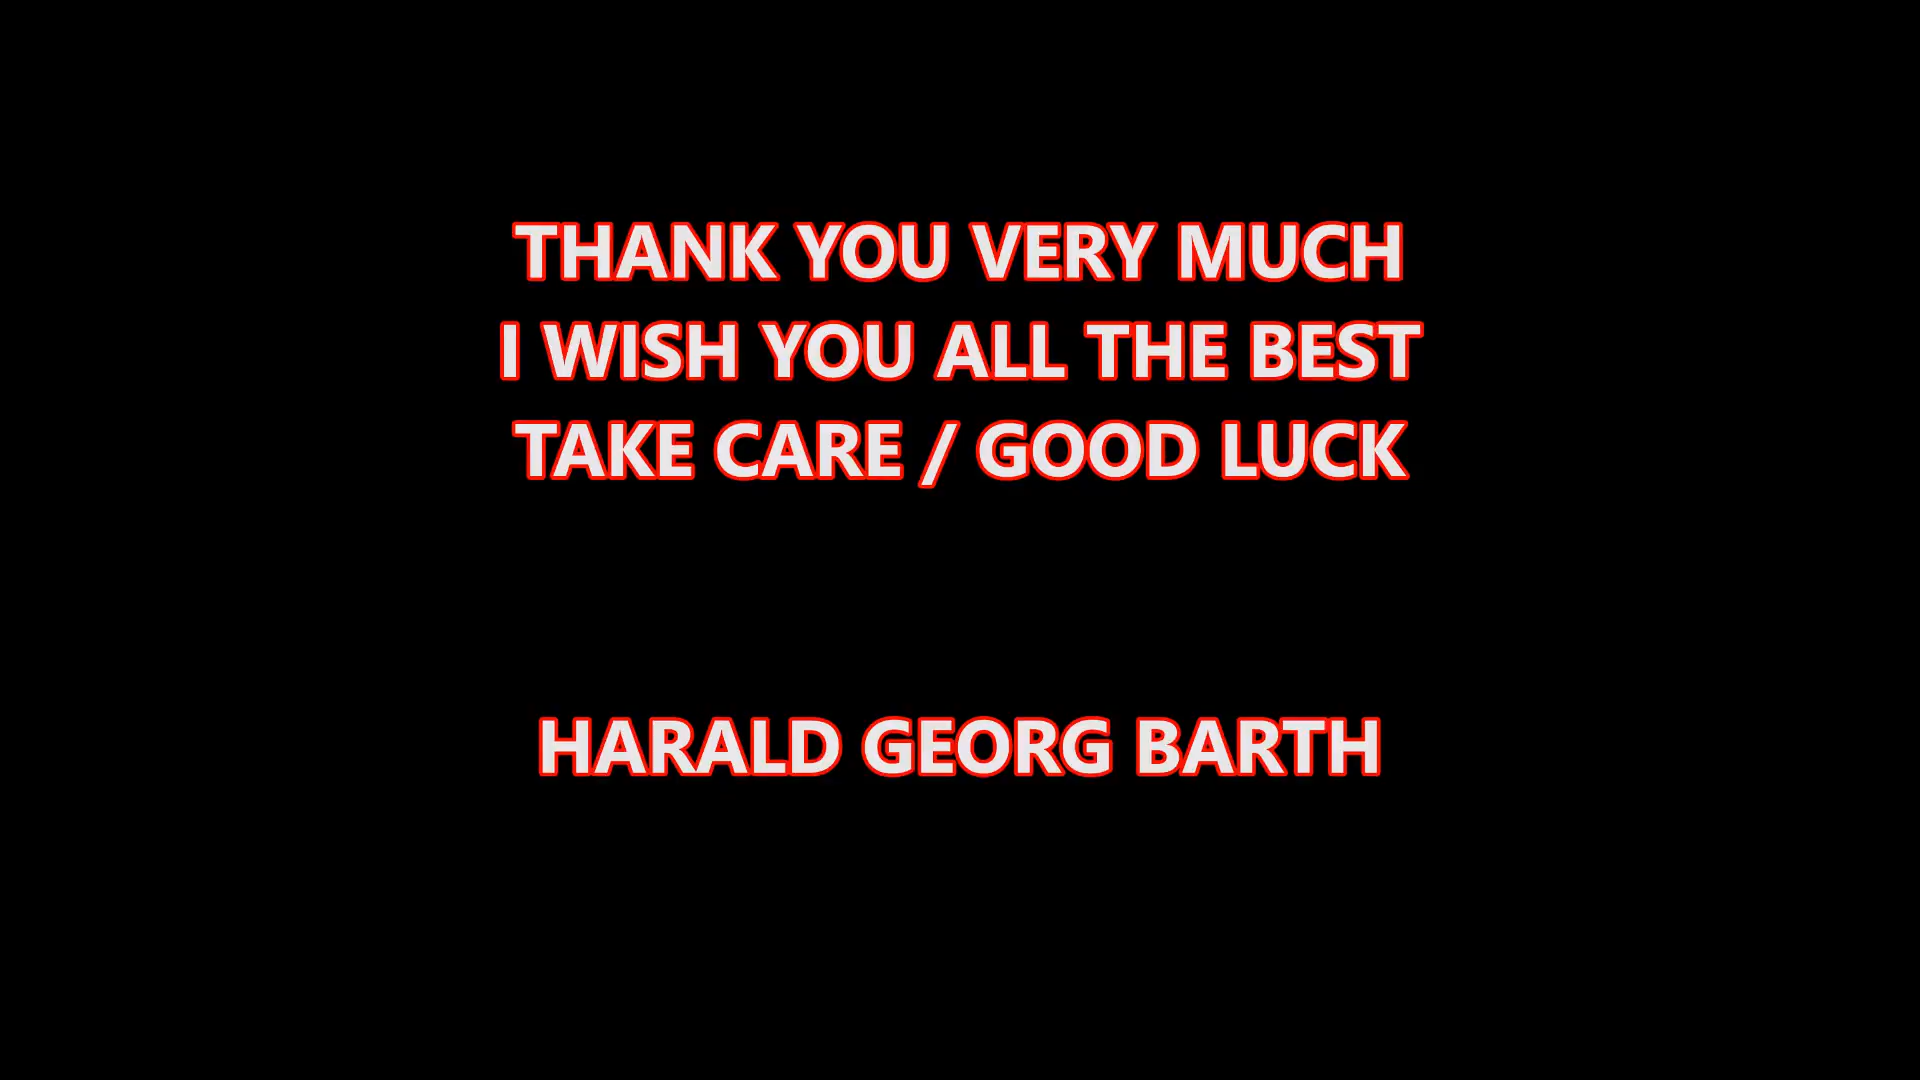 THANK YOU VERY MUCH
I WISH YOU ALL THE BEST
TAKE CARE / GOOD LUCK
HARALD GEORG BARTH